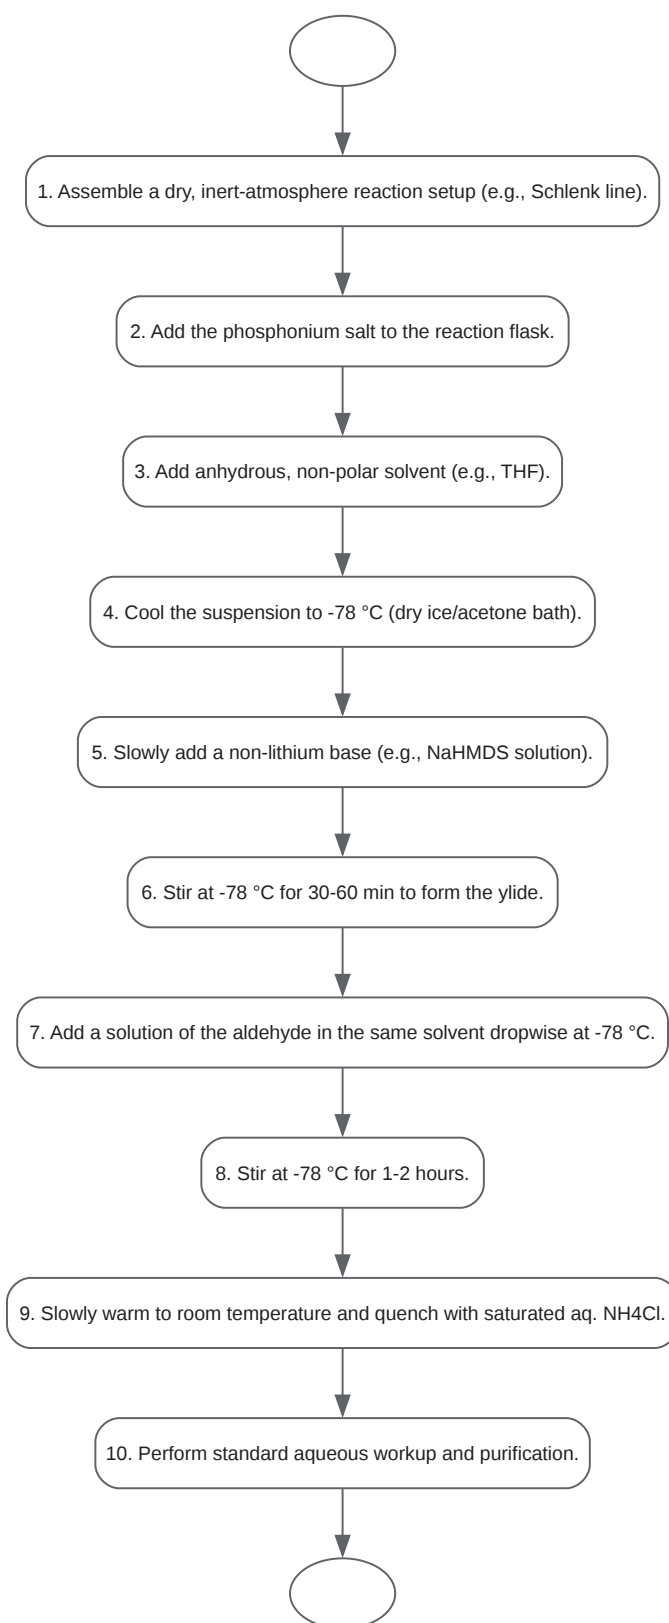 1. Assemble a dry, inert-atmosphere reaction setup (e.g., Schlenk line).
2. Add the phosphonium salt to the reaction flask.
3. Add anhydrous, non-polar solvent (e.g., THF).
4. Cool the suspension to -78 °C (dry ice/acetone bath).
5. Slowly add a non-lithium base (e.g., NaHMDS solution).
6. Stir at -78 °C for 30-60 min to form the ylide.
7. Add a solution of the aldehyde in the same solvent dropwise at -78 °C.
8. Stir at -78 °C for 1-2 hours.
9. Slowly warm to room temperature and quench with saturated aq. NH4Cl.
10. Perform standard aqueous workup and purification.